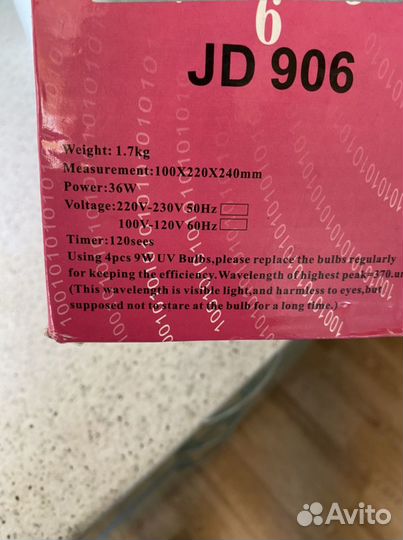 6
JD 906
Weight: 1.7kg
Measurement:100X220X240mm
Power:36W
Voltage:220V-230V 50Hz
100V-120V 60Hz
Timer:120sees
Using 4pcs 9W UV Bulbs,please replace the bulbs regularly
for keeping the efficiency.Wavelength of highest peak=370.um
(This wavelength is visible light,and harmless to eyes,but
supposed not to stare at the bulb for a long time.)
Avito